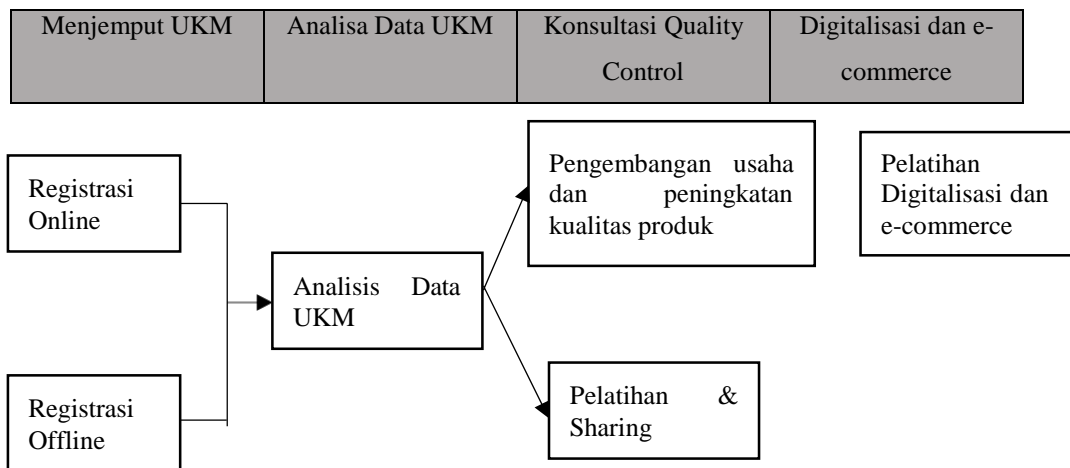 Menjemput UKM
Analisa Data UKM
Konsultasi Quality
Control
Digitalisasi dan e-
commerce
Registrasi
Online
Registrasi
Offline
Analisis Data
UKM
Pengembangan usaha
dan peningkatan
kualitas produk
Pelatihan &
Sharing
Pelatihan
Digitalisasi dan
e-commerce